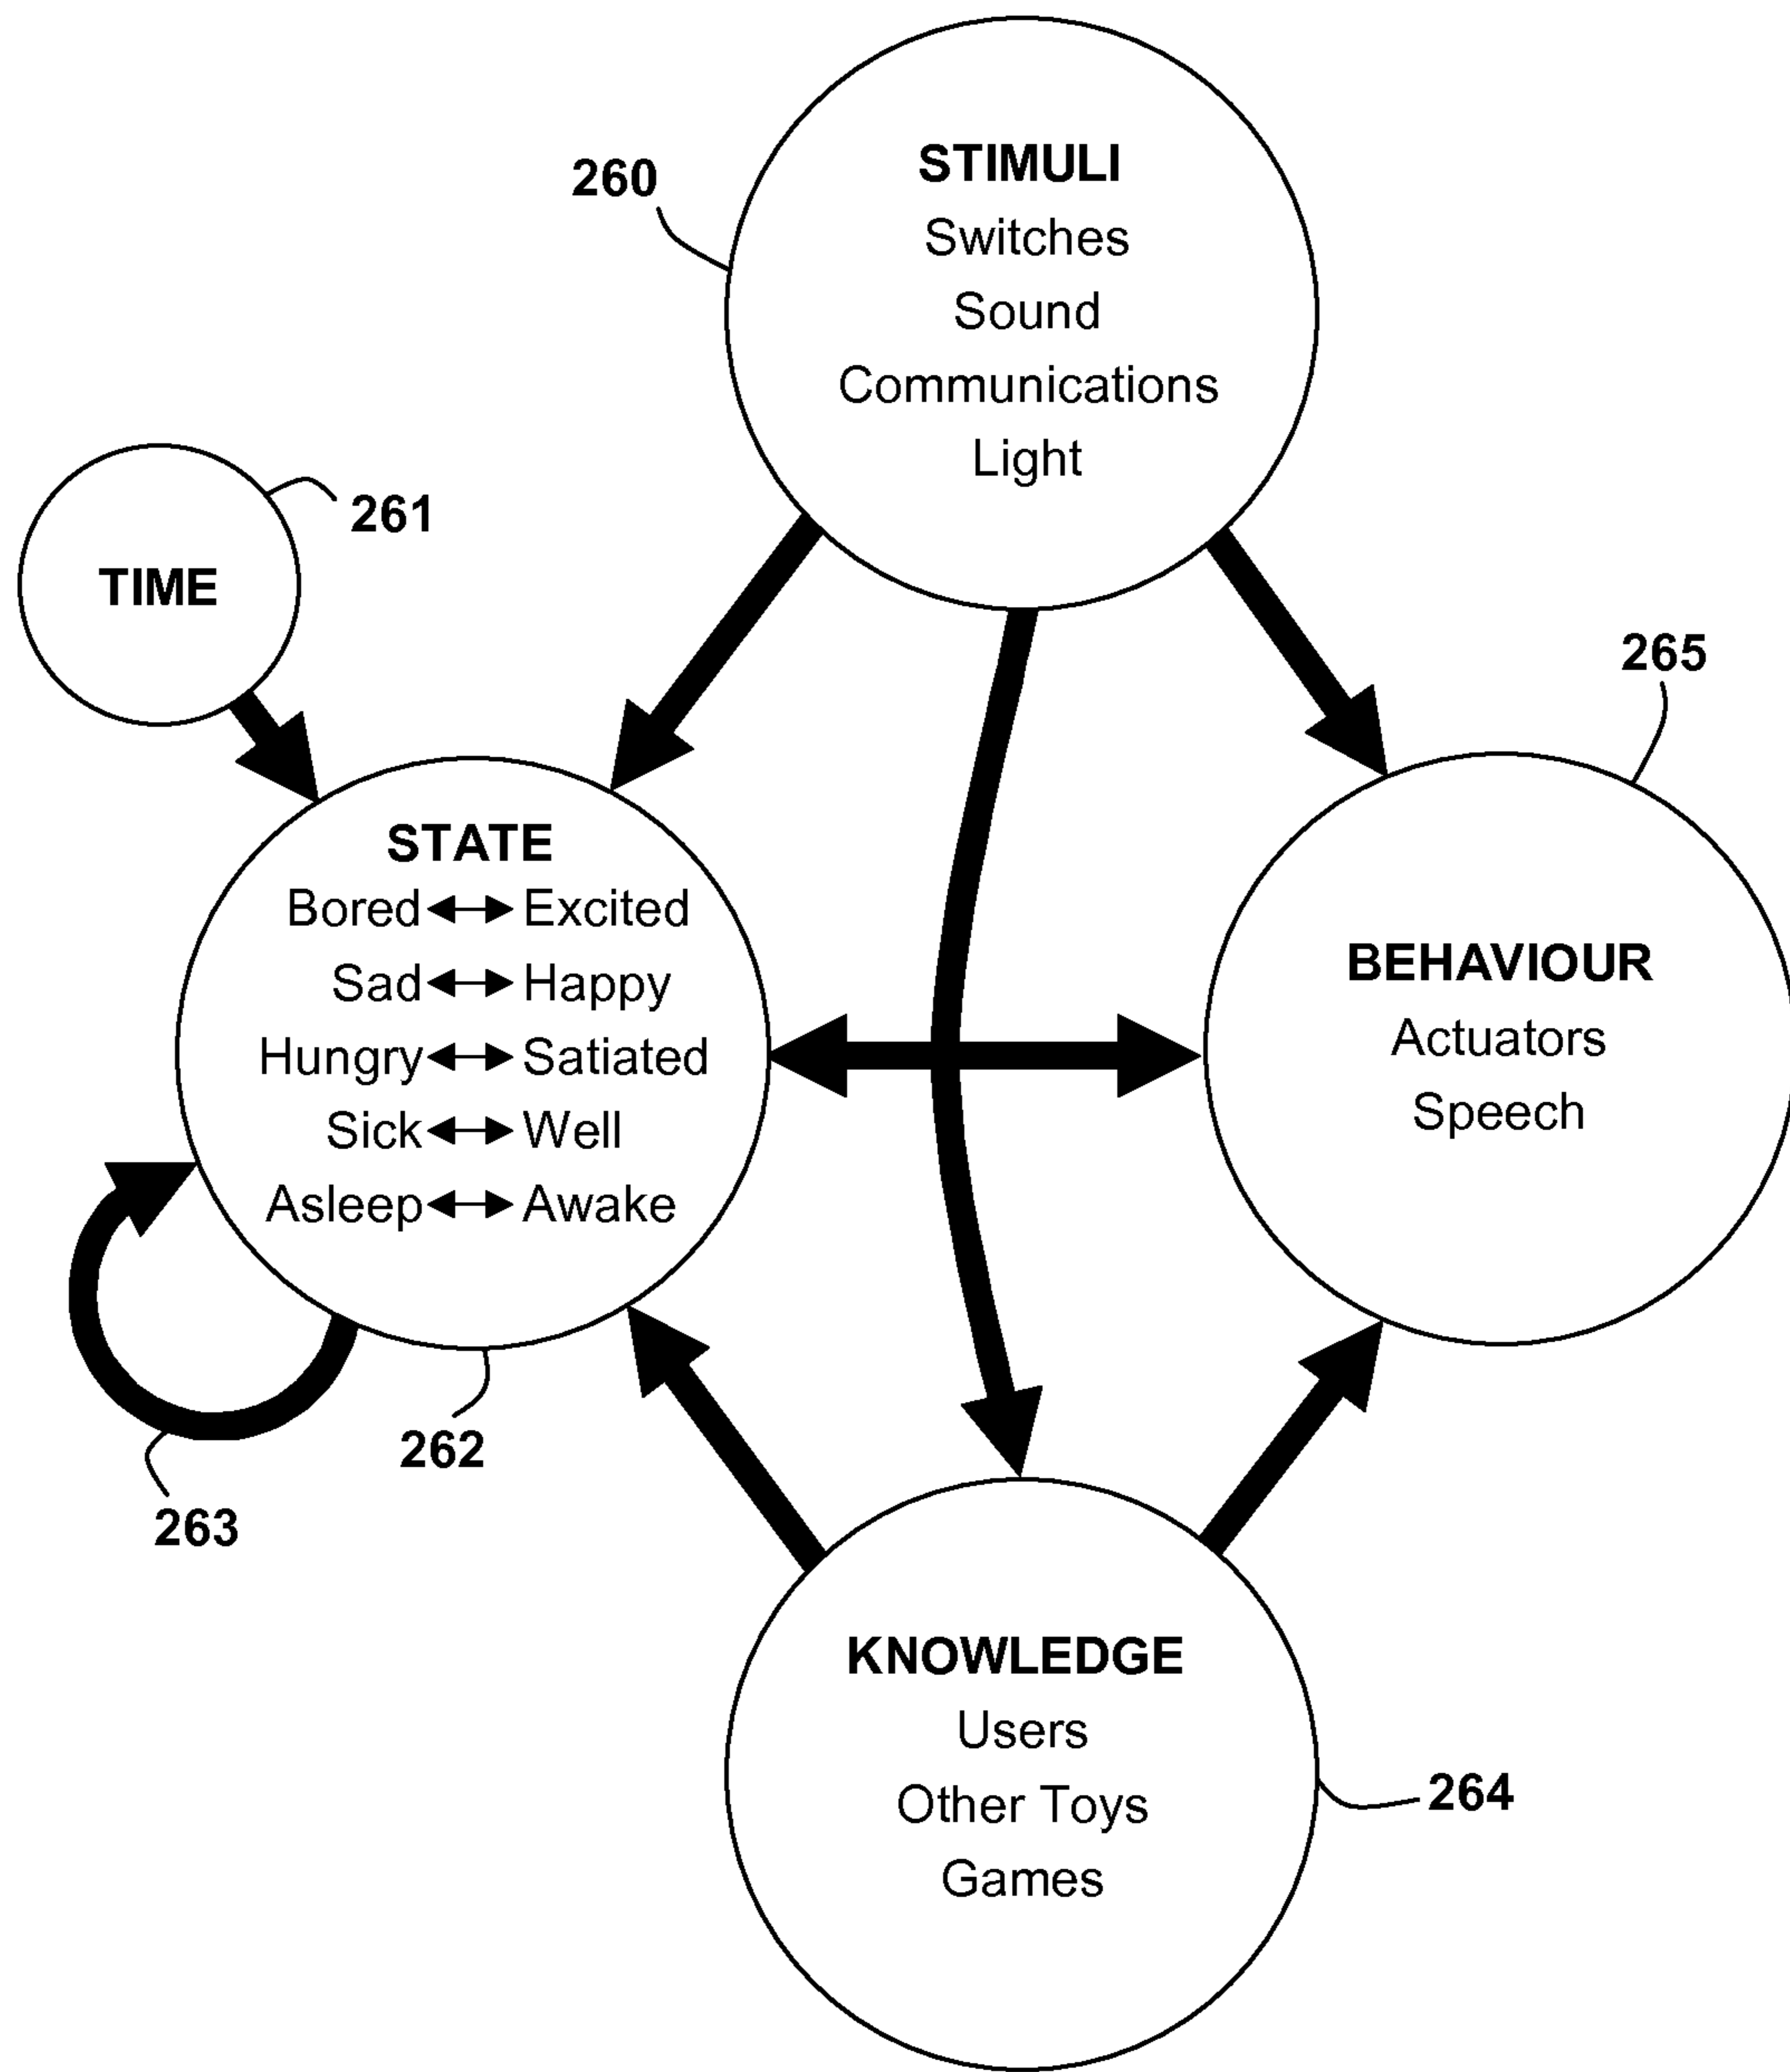 260
STIMULI
Switches
Sound
Communications
Light
261
TIME
265
STATE
Bored Excited
Sad Happy
Hungry Satiated
Sick Well
Asleep Awake
BEHAVIOUR
Actuators
Speech
262
263
KNOWLEDGE
Users
Other Toys
Games
264